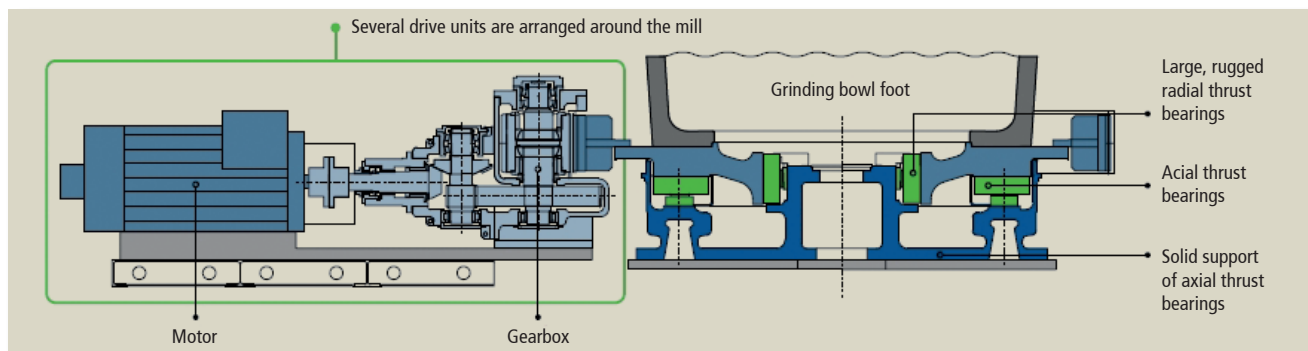 Several drive units are arranged around the mill
Grinding bowl foot
Large, rugged
radial thrust
bearings
Acial thrust
bearings
Solid support
of axial thrust
bearings
Motor
Gearbox